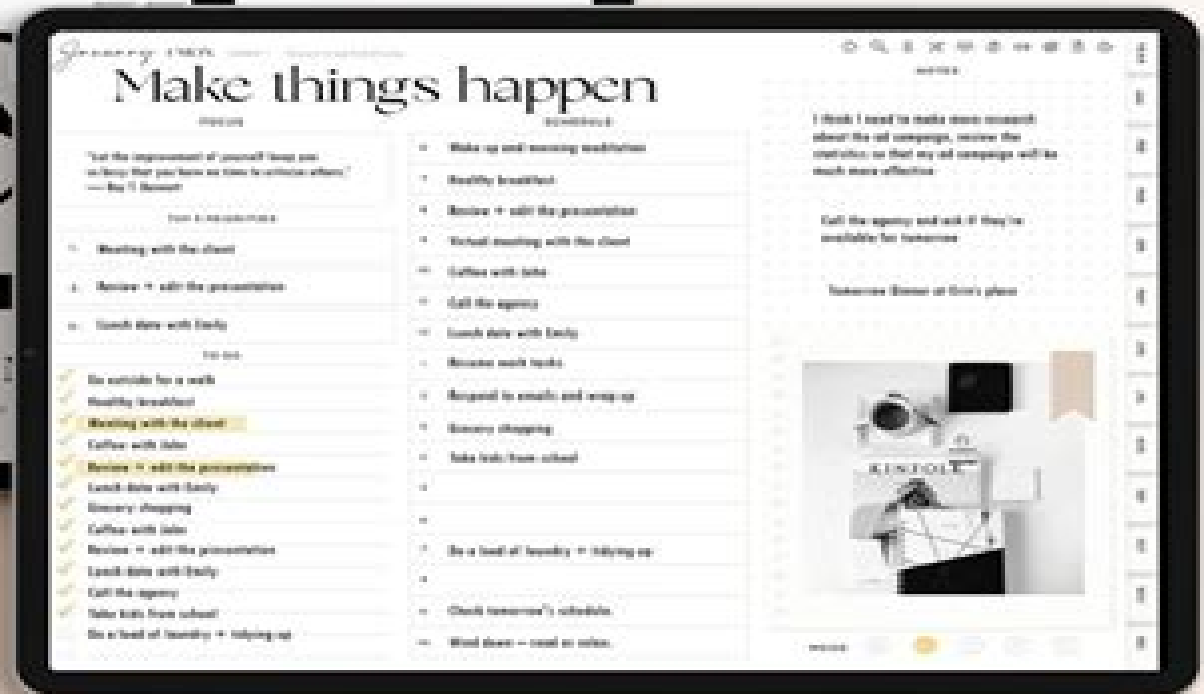 January
Make things happen
FOCUS
"Let the improvement of yourself keep you
so busy that you have no time to criticize others."
— Roy T. Bennett
TOP 3 PRIORITIES
Meeting with the client
Review + edit the presentation
Lunch date with Emily
TO DO
Go outside for a walk
Healthy breakfast
Meeting with the client
Coffee with John
Review + edit the presentation
Lunch date with Emily
Grocery shopping
Coffee with John
Review + edit the presentation
Lunch date with Emily
Call the agency
Take kids from school
Do a load of laundry + tidying up
SCHEDULE
Wake up and morning meditation
Healthy breakfast
Review + edit the presentation
Virtual meeting with the client
Coffee with John
Call the agency
Lunch date with Emily
Resume work tasks
Respond to emails and wrap up
Grocery shopping
Take kids from school
Do a load of laundry + tidying up
Check tomorrow's schedule.
Wind down — read or relax.
NOTES
I think I need to make more research
about the ad campaign, review the
statistics so that my ad campaign will be
much more effective
Call the agency and ask if they're
available for tomorrow
Tomorrow Dinner at Erin's place
KINFOLK
MOOD